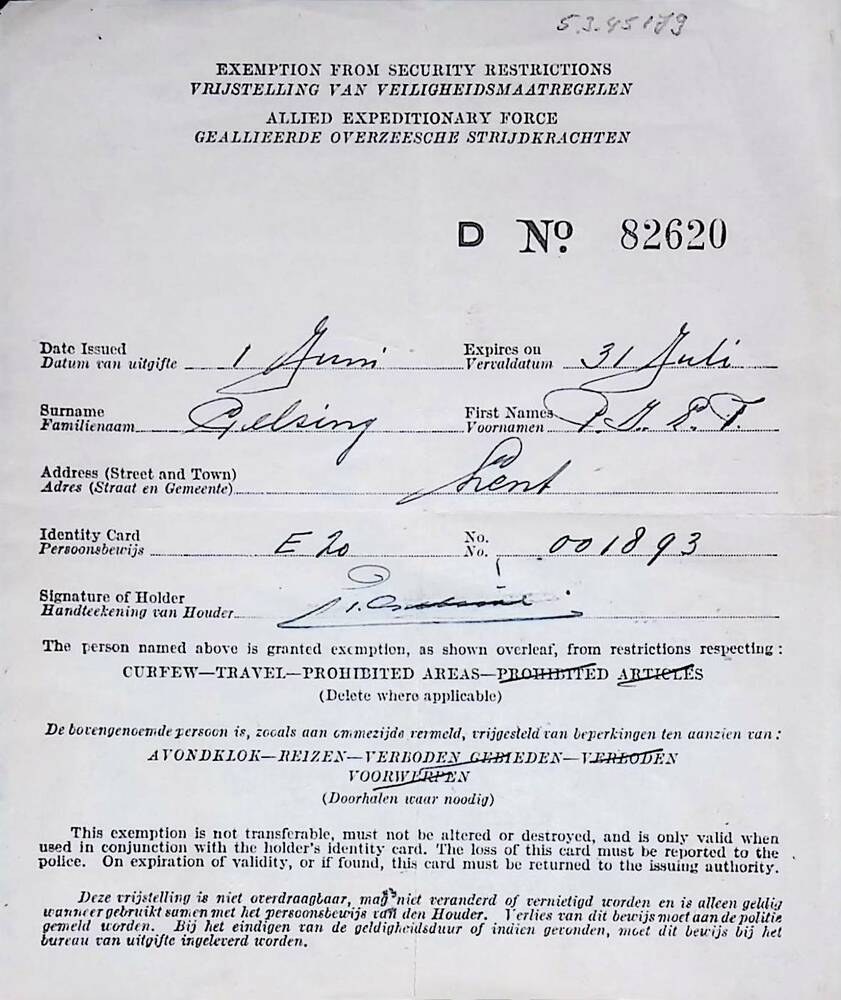 5.3.45179
EXEMPTION FROM SECURITY RESTRICTIONS
VRIJSTELLING VAN VEILIGHEIDSMAATREGELEN
ALLIED EXPEDITIONARY FORCE
GEALLIEERDE OVERZEESCHE STRIJDKRACHTEN
D Nº 82620
Date Issued
Datum van uitgifte 1 Juni
Expires on
Vervaldatum 31 Juli
Surname
Familienaam Gelsing
First Names
Voornamen P. J. E. F.
Address (Street and Town)
Adres (Straat en Gemeente) Lent
Identity Card
Persoonsbewijs E 20
No.
No. 001893
Signature of Holder
Handteekening van Houder
The person named above is granted exemption, as shown overleaf, from restrictions respecting:
CURFEW—TRAVEL—PROHIBITED AREAS—PROHIBITED ARTICLES
(Delete where applicable)
De bovengenoemde persoon is, zooals aan ommezijde vermeld, vrijgesteld van beperkingen ten aanzien van:
AVONDKLOK—REIZEN—VERBODEN GEBIEDEN—VERBODEN
VOORWERPEN
(Doorhalen waar noodig)
This exemption is not transferable, must not be altered or destroyed, and is only valid when
used in conjunction with the holder's identity card. The loss of this card must be reported to the
police. On expiration of validity, or if found, this card must be returned to the issuing authority.
Deze vrijstelling is niet overdraagbaar, mag niet veranderd of vernietigd worden en is alleen geldig
wanneer gebruikt samen met het persoonsbewijs van den Houder. Verlies van dit bewijs moet aan de politie
gemeld worden. Bij het eindigen van de geldigheidsduur of indien gevonden, moet dit bewijs bij het
bureau van uitgifte ingeleverd worden.